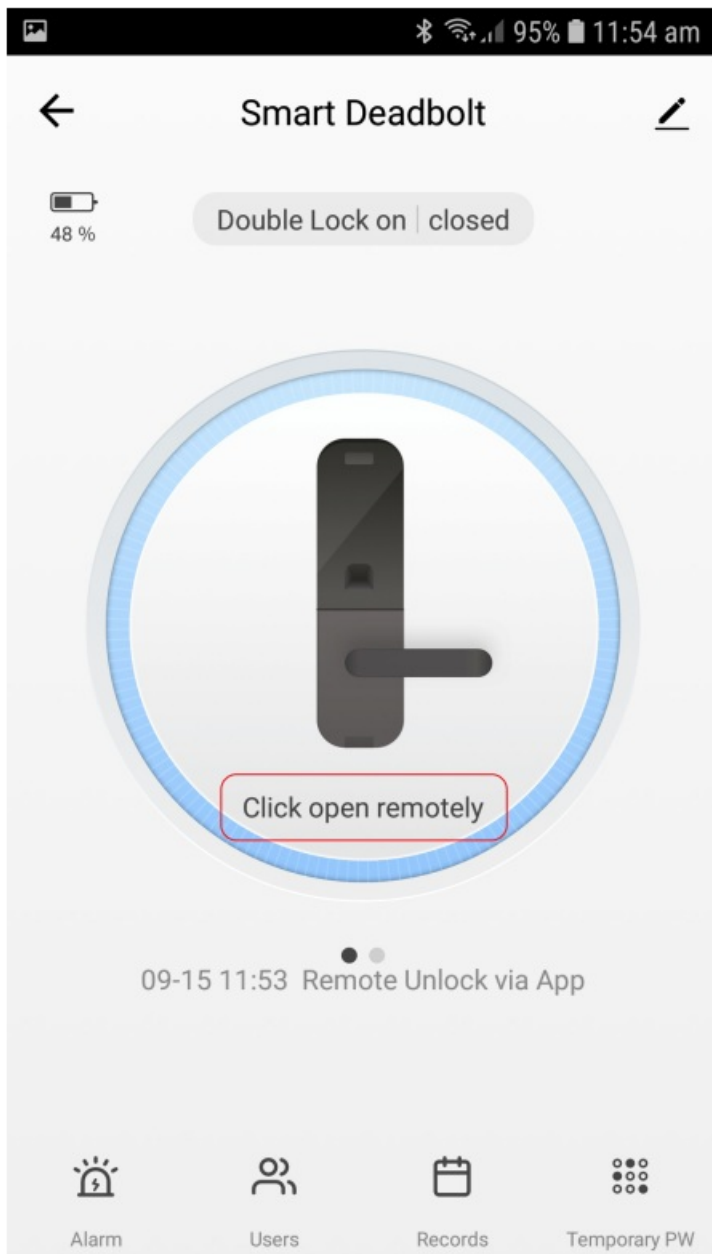 95% 11:54 am
Smart Deadbolt
48 %
Double Lock on closed
Click open remotely
09-15 11:53 Remote Unlock via App
Alarm Users Records Temporary PW